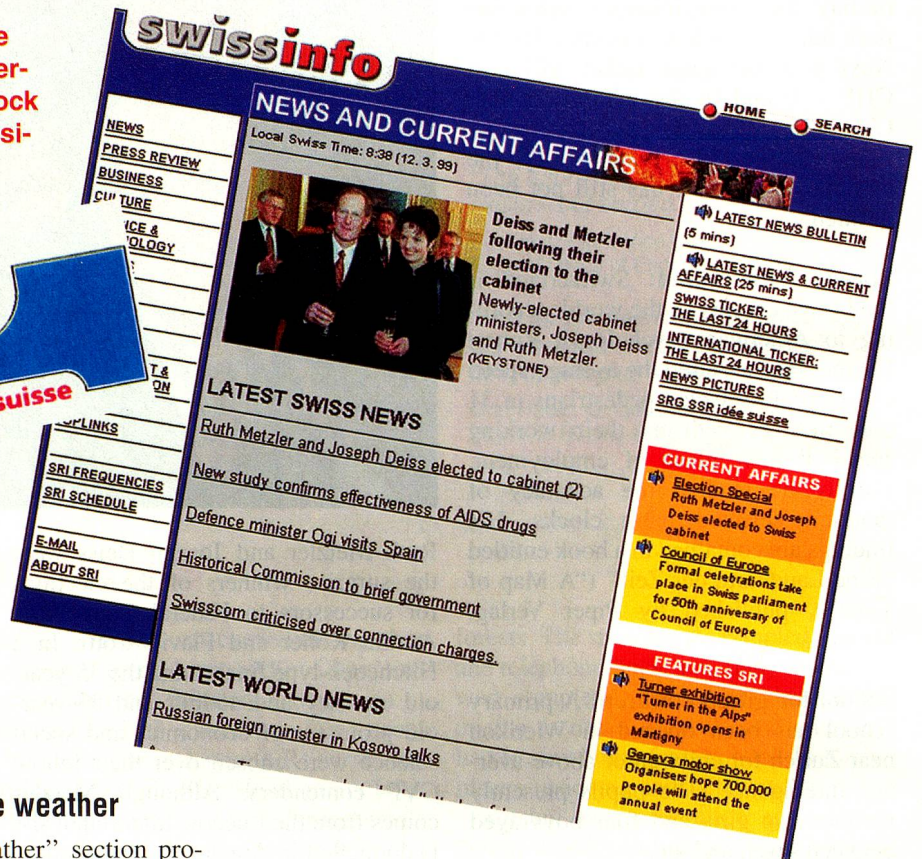 swissinfo
HOME
SEARCH
NEWS AND CURRENT AFFAIRS
Local Swiss Time: 8:38 (12. 3. 99)
NEWS
PRESS REVIEW
BUSINESS
SRI FREQUENCIES
SRI SCHEDULE
E-MAIL
ABOUT SRI
suisse
Deiss and Metzler
following their
election to the
cabinet
Newly-elected cabinet
ministers, Joseph Deiss
and Ruth Metzler.
(KEYSTONE)
LATEST SWISS NEWS
Ruth Metzler and Joseph Deiss elected to cabinet (2)
New study confirms effectiveness of AIDS drugs
Defence minister Ogi visits Spain
Historical Commission to brief government
Swisscom criticised over connection charges.
LATEST WORLD NEWS
Russian foreign minister in Kosovo talks
LATEST NEWS BULLETIN
(5 mins)
LATEST NEWS & CURRENT
AFFAIRS (25 mins)
SWISS TICKER:
THE LAST 24 HOURS
INTERNATIONAL TICKER:
THE LAST 24 HOURS
NEWS PICTURES
SRG SSR idée suisse
CURRENT AFFAIRS
Election Special
Ruth Metzler and Joseph
Deiss elected to Swiss
cabinet
Council of Europe
Formal celebrations take
place in Swiss parliament
for 50th anniversary of
Council of Europe
FEATURES SRI
Turner exhibition
"Turner in the Alps"
exhibition opens in
Martigny
Geneva motor show
Organisers hope 700,000
people will attend the
annual event
weather
section pro-